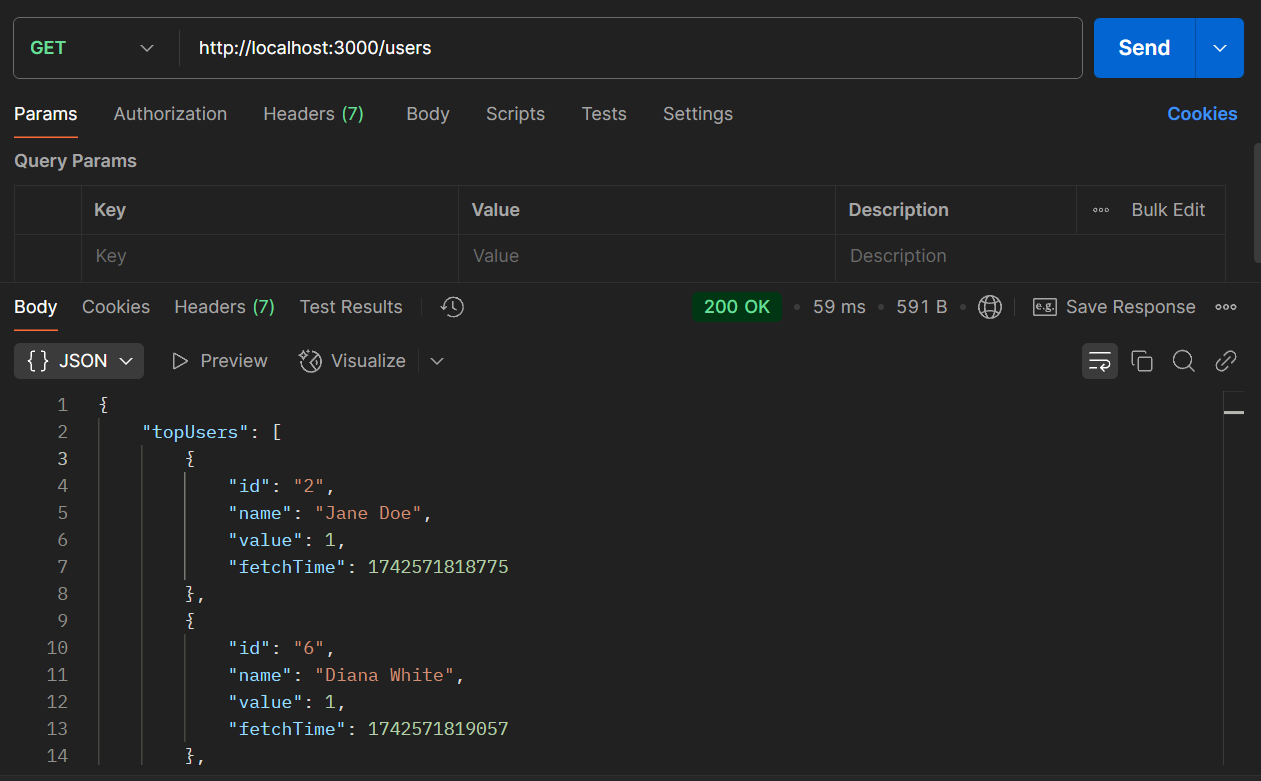 GET http://localhost:3000/users Send
Params Authorization Headers (7) Body Scripts Tests Settings Cookies
Query Params
Key Value Description Bulk Edit
Key Value Description
Body Cookies Headers (7) Test Results 200 OK 59 ms 591 B e.g. Save Response
{} JSON Preview Visualize
1 {
2 "topUsers": [
3 {
4 "id": "2",
5 "name": "Jane Doe",
6 "value": 1,
7 "fetchTime": 1742571818775
8 },
9 {
10 "id": "6",
11 "name": "Diana White",
12 "value": 1,
13 "fetchTime": 1742571819057
14 },